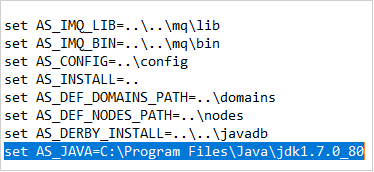 set AS_IMQ_LIB=..\..\mq\lib
set AS_IMQ_BIN=..\..\mq\bin
set AS_CONFIG=..\config
set AS_INSTALL=..
set AS_DEF_DOMAINS_PATH=..\domains
set AS_DEF_NODES_PATH=..\nodes
set AS_DERBY_INSTALL=..\..\javadb
set AS_JAVA=C:\Program Files\Java\jdk1.7.0_80